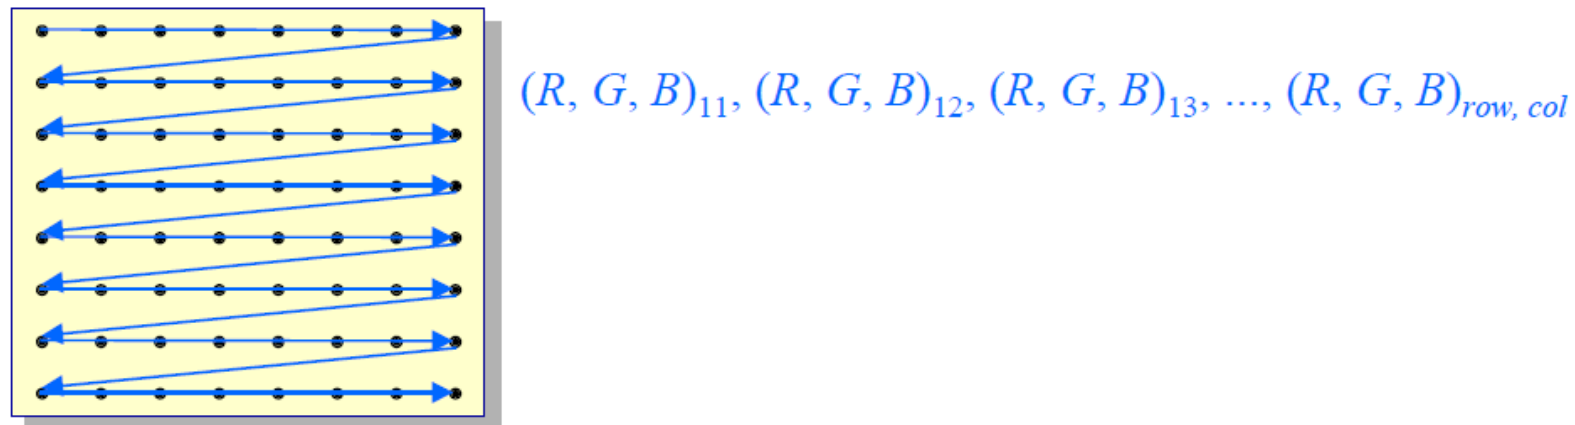 (R, G, B)11, (R, G, B)12, (R, G, B)13, ..., (R, G, B)row, col